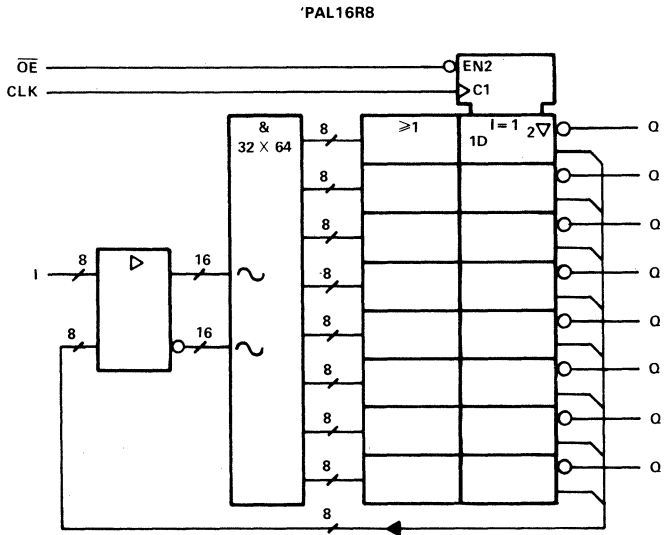 'PAL16R8
OE
EN2
CLK
C1
&
32 X 64
8
≥1
I = 1
2▽
1D
Q
8
Q
8
Q
I
8
▷
16
8
Q
8
16
8
Q
8
Q
8
Q
8
Q
8